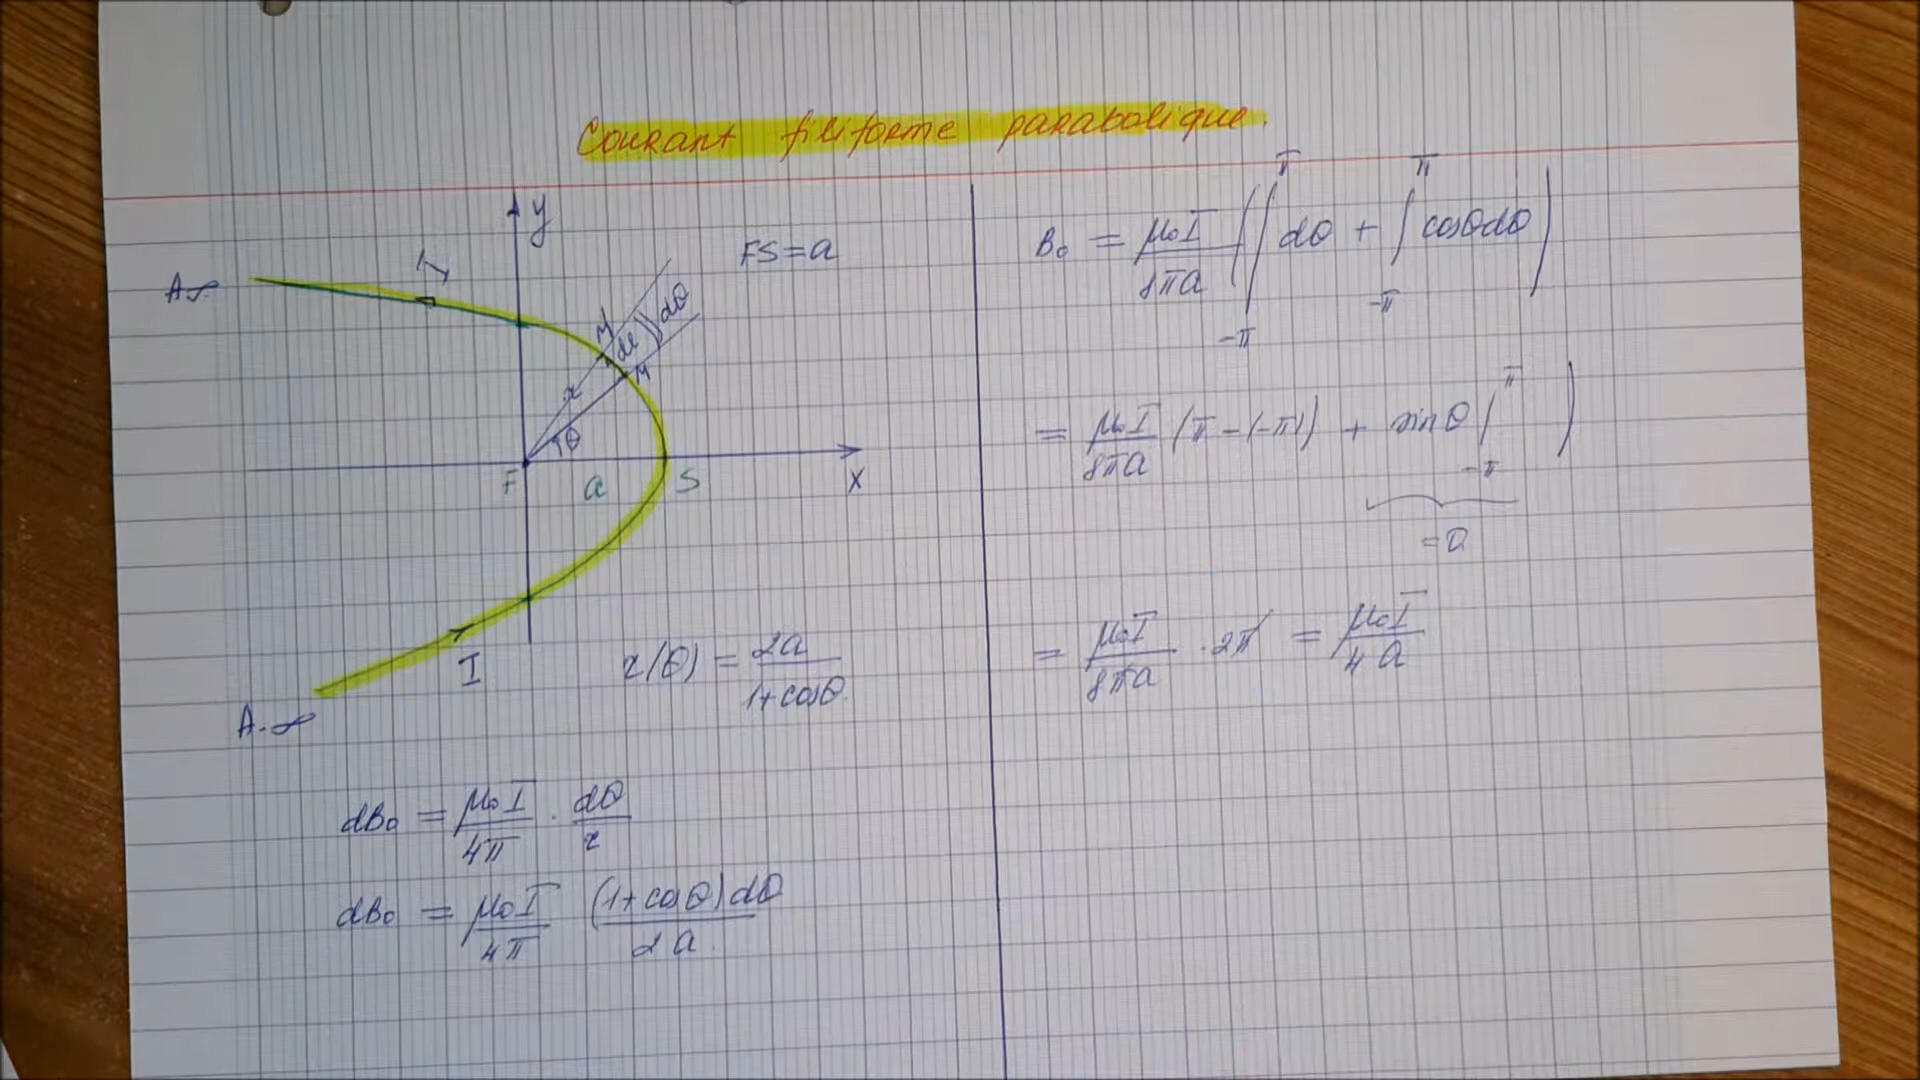 Courant filiforme parabolique.
y
A∞
I
FS = a
M'
dl
dθ
M
r
θ
F
a
S
x
I
A-∞
r(θ) = 2a / (1+cosθ)
dB₀ = μ₀I/4π · dθ/r
dB₀ = μ₀I/4π (1+cosθ)dθ/2a.
B₀ = μ₀I/8πa (∫_{-π}^{π} dθ + ∫_{-π}^{π} cosθdθ)
= μ₀I/8πa (π-(-π)) + sinθ|_{-π}^{π} )
= 0
= μ₀I/8πa · 2π = μ₀I/4a